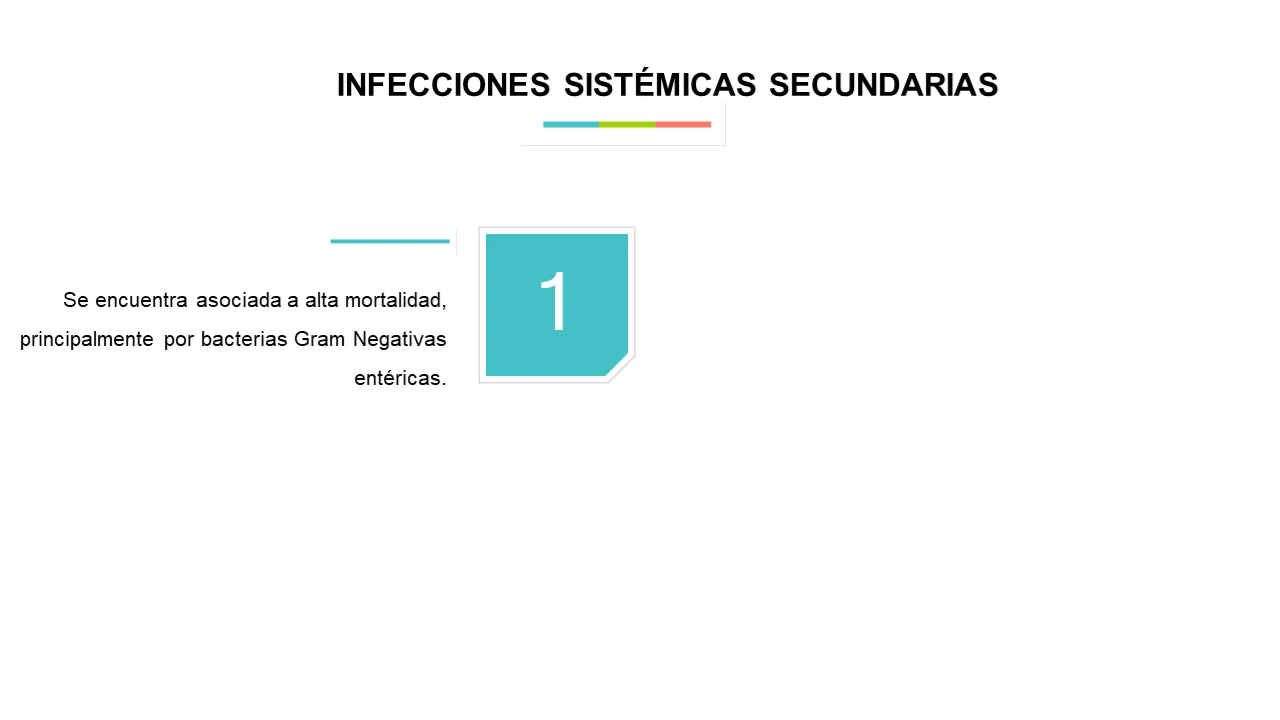 INFECCIONES SISTÉMICAS SECUNDARIAS
1
Se encuentra asociada a alta mortalidad,
principalmente por bacterias Gram Negativas
entéricas.